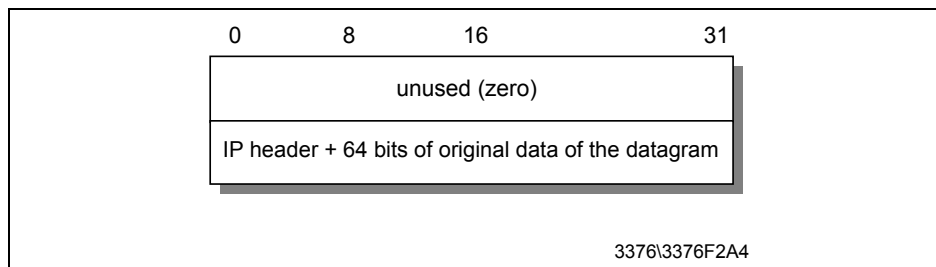 0 8 16 31
unused (zero)
IP header + 64 bits of original data of the datagram
3376\3376F2A4